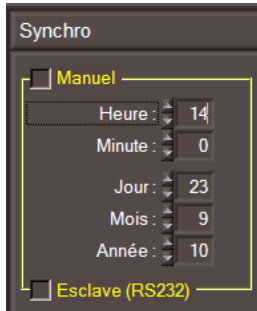 Synchro
Manuel
Heure : 14
Minute : 0
Jour : 23
Mois : 9
Année : 10
Esclave (RS232)